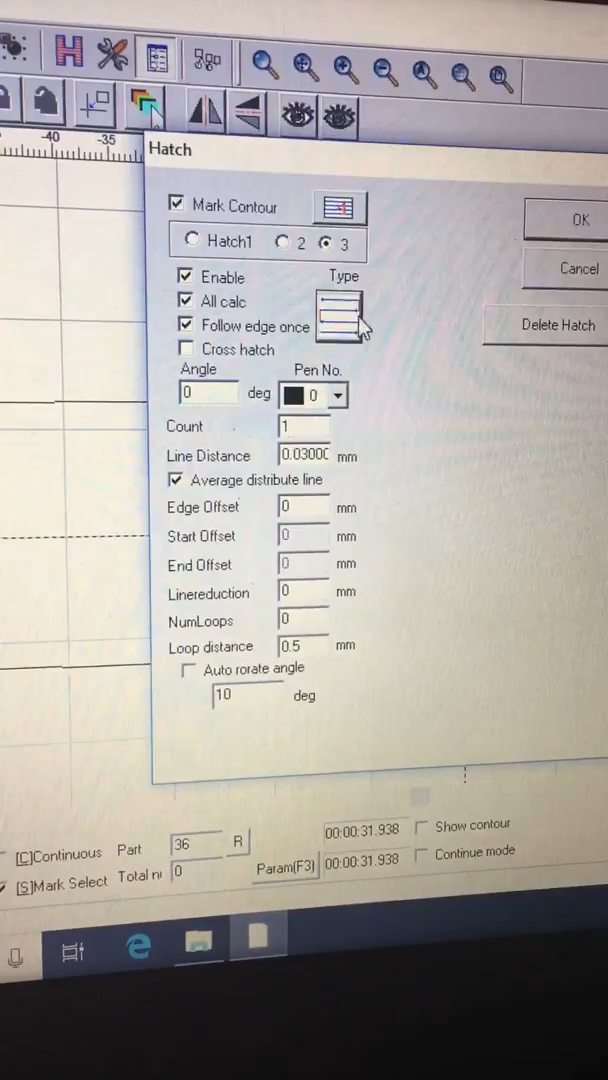 -40 -35
Hatch
Mark Contour
Hatch1 2 3
Enable Type
All calc
Follow edge once
Cross hatch
Angle Pen No.
0 deg 0
Count 1
Line Distance 0.0300 mm
Average distribute line
Edge Offset 0 mm
Start Offset 0 mm
End Offset 0 mm
Linereduction 0 mm
NumLoops 0
Loop distance 0.5 mm
Auto rorate angle
10 deg
OK
Cancel
Delete Hatch
[C]Continuous Part 36 R 00:00:31.938 Show contour
[S]Mark Select Total 0 Param(F3) 00:00:31.938 Continue mode